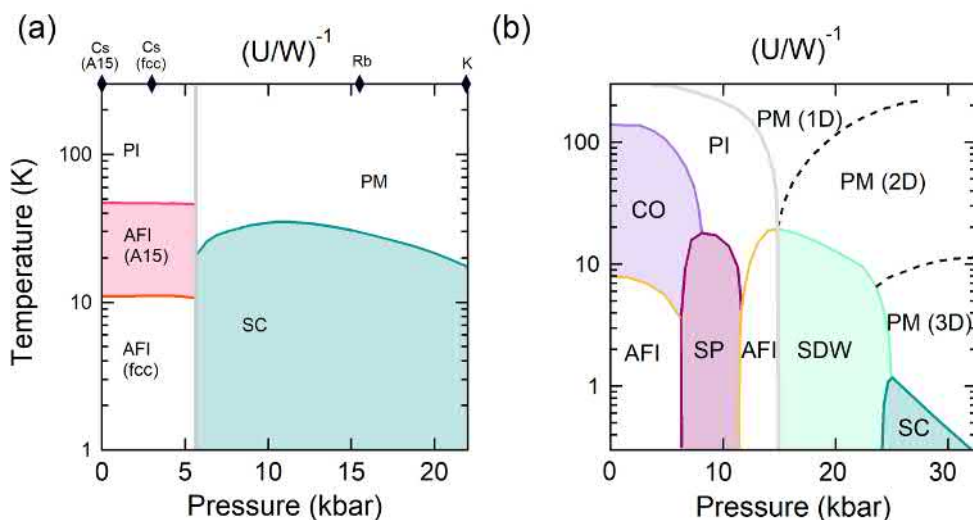 (a)
(U/W)⁻¹
Cs
(A15)
Cs
(fcc)
Rb
K
Temperature (K)
100
10
1
PI
PM
AFI
(A15)
AFI
(fcc)
SC
0
5
10
15
20
Pressure (kbar)
(b)
(U/W)⁻¹
100
10
1
PM (1D)
PI
PM (2D)
CO
PM (3D)
AFI
SP
AFI
SDW
SC
0
10
20
30
Pressure (kbar)